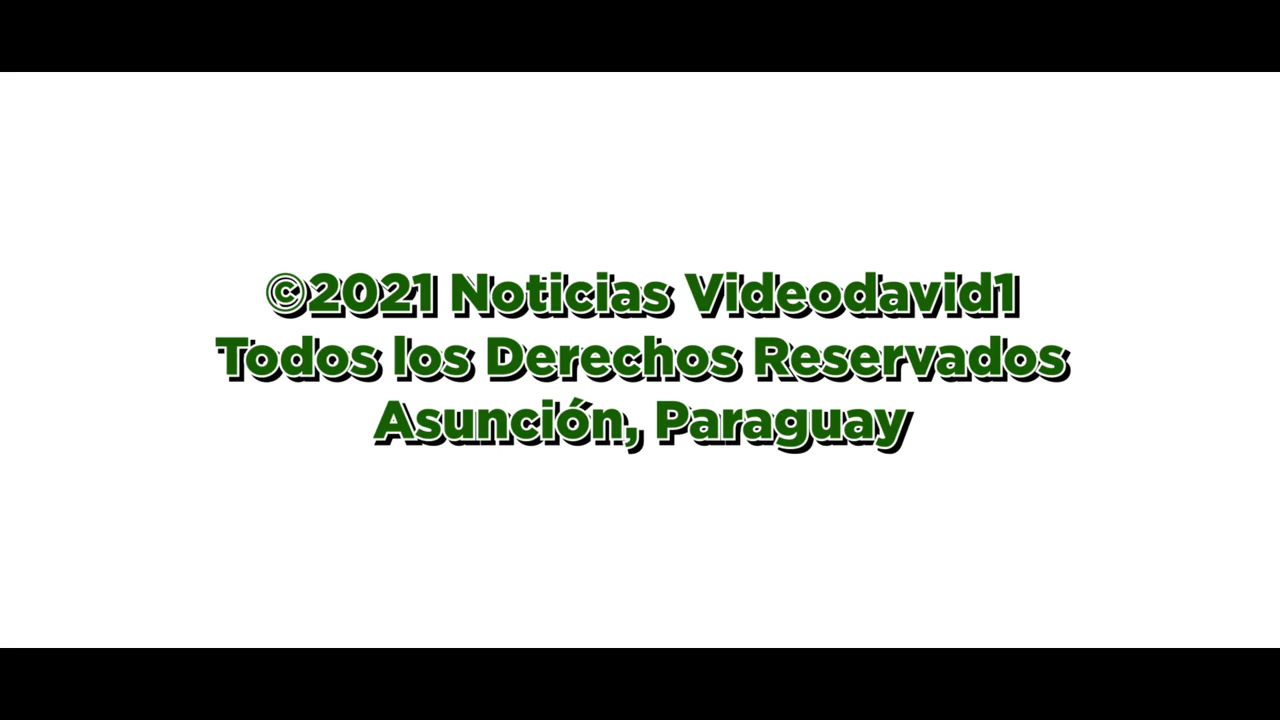 ©2021 Noticias Videodavid1
Todos los Derechos Reservados
Asunción, Paraguay